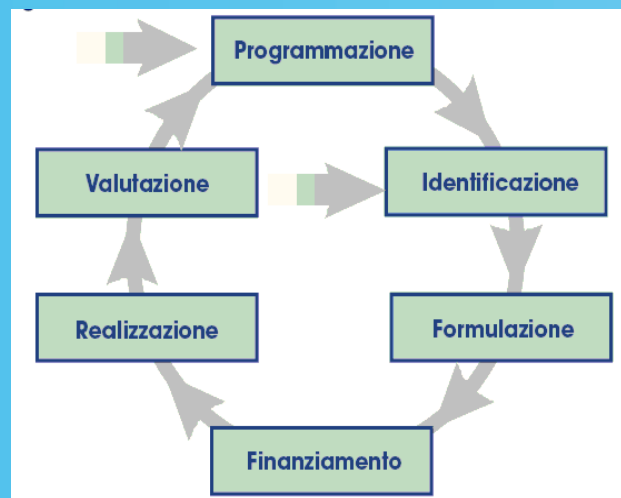 Programmazione
Valutazione
Identificazione
Realizzazione
Formulazione
Finanziamento